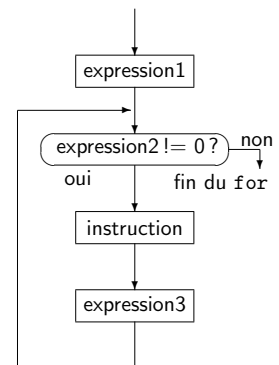 expression1
expression2 != 0 ?
non
oui
fin du for
instruction
expression3